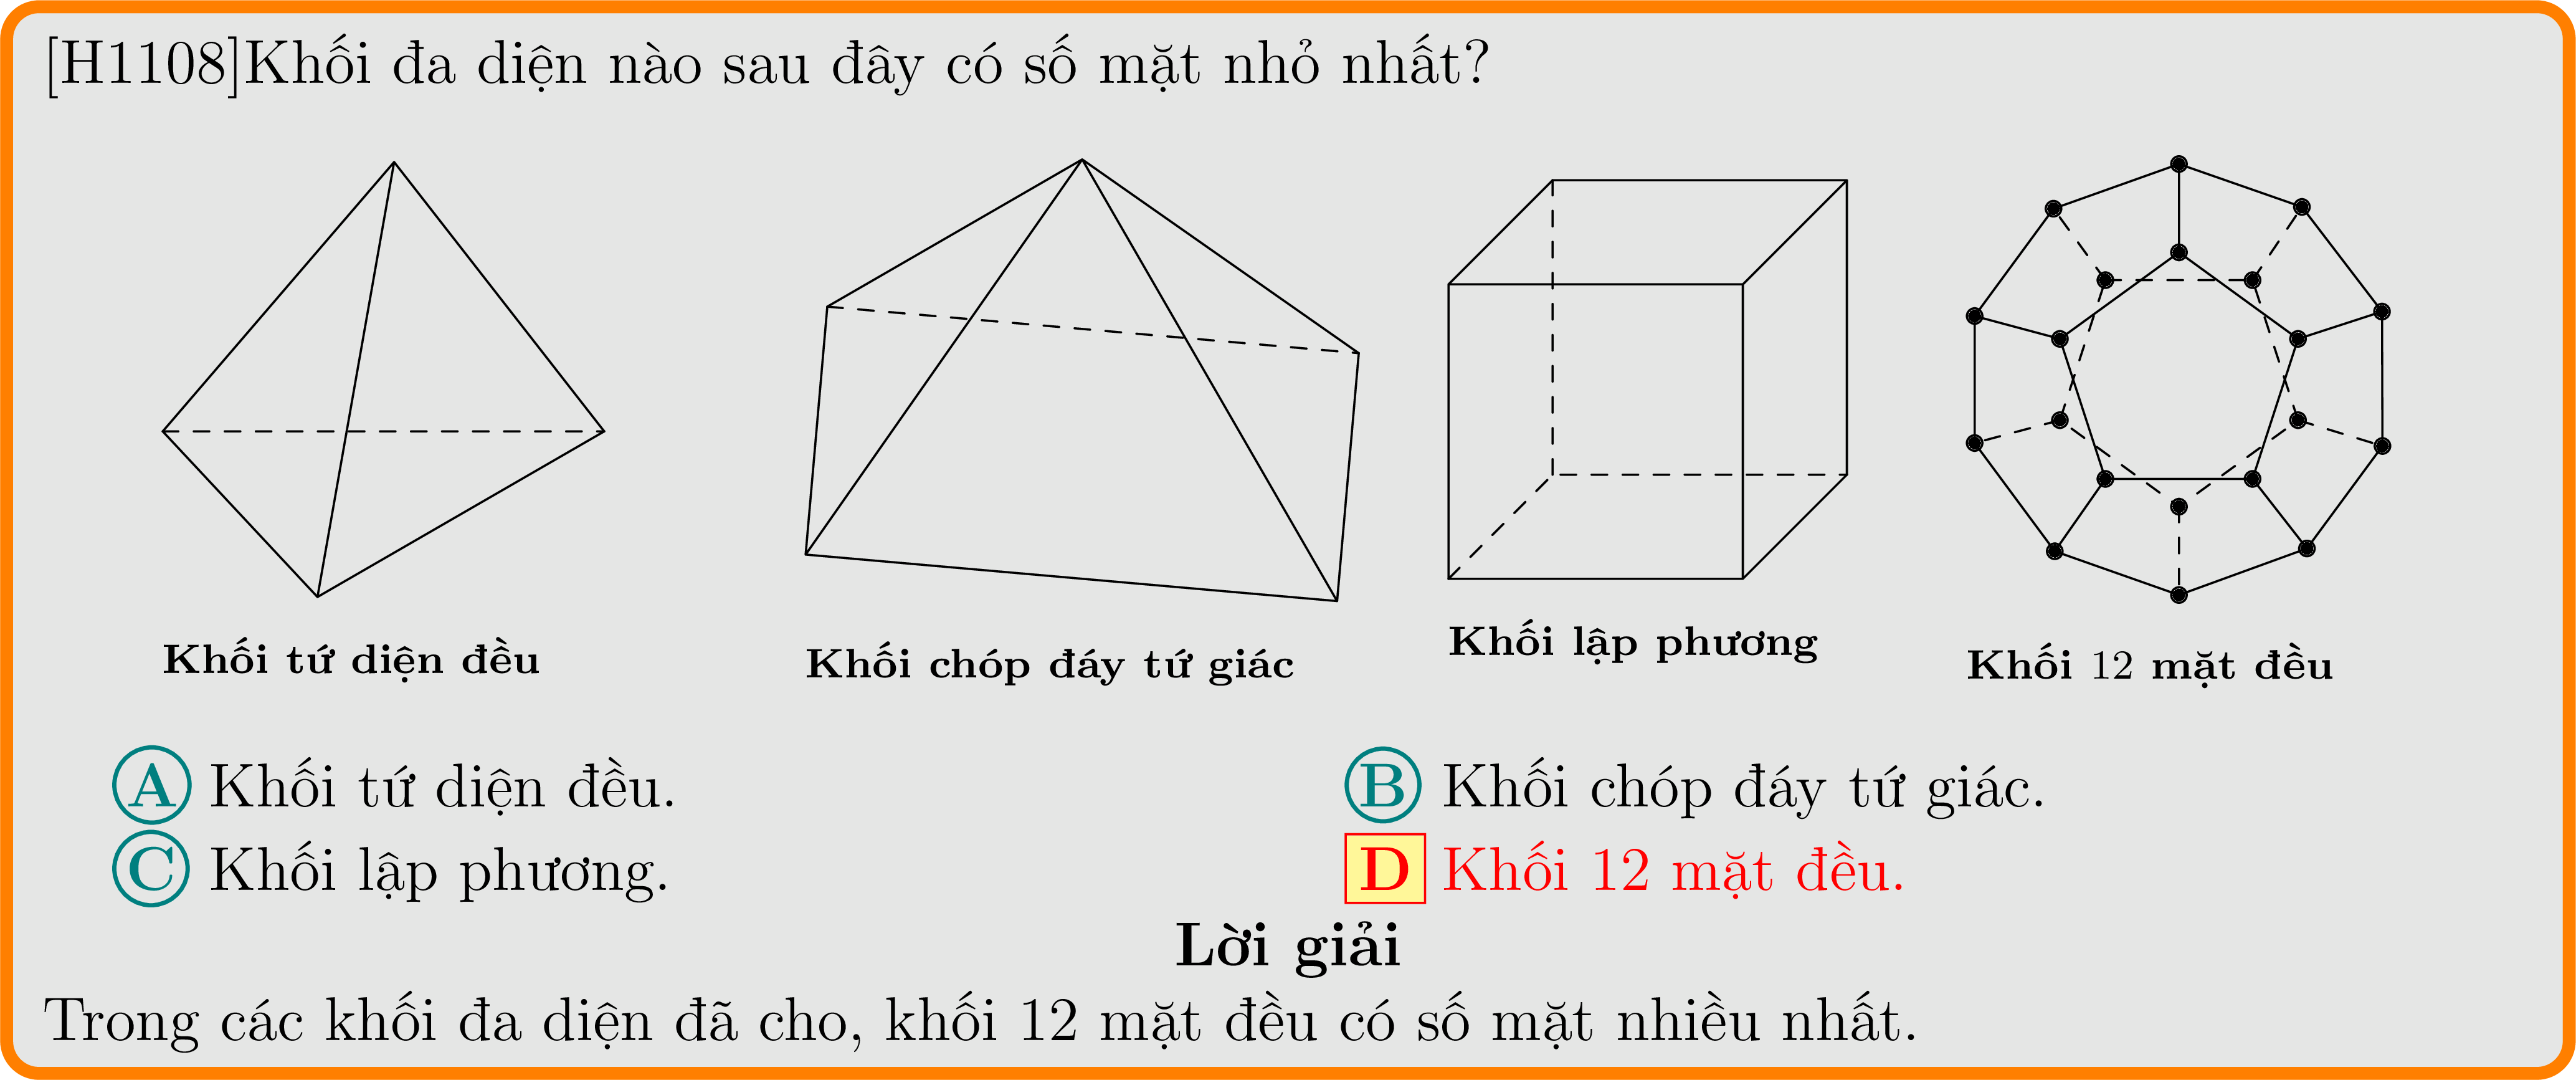 [H1108]Khối đa diện nào sau đây có số mặt nhỏ nhất?
Khối tứ diện đều
Khối chóp đáy tứ giác
Khối lập phương
Khối 12 mặt đều
A Khối tứ diện đều.
B Khối chóp đáy tứ giác.
C Khối lập phương.
D Khối 12 mặt đều.
Lời giải
Trong các khối đa diện đã cho, khối 12 mặt đều có số mặt nhiều nhất.